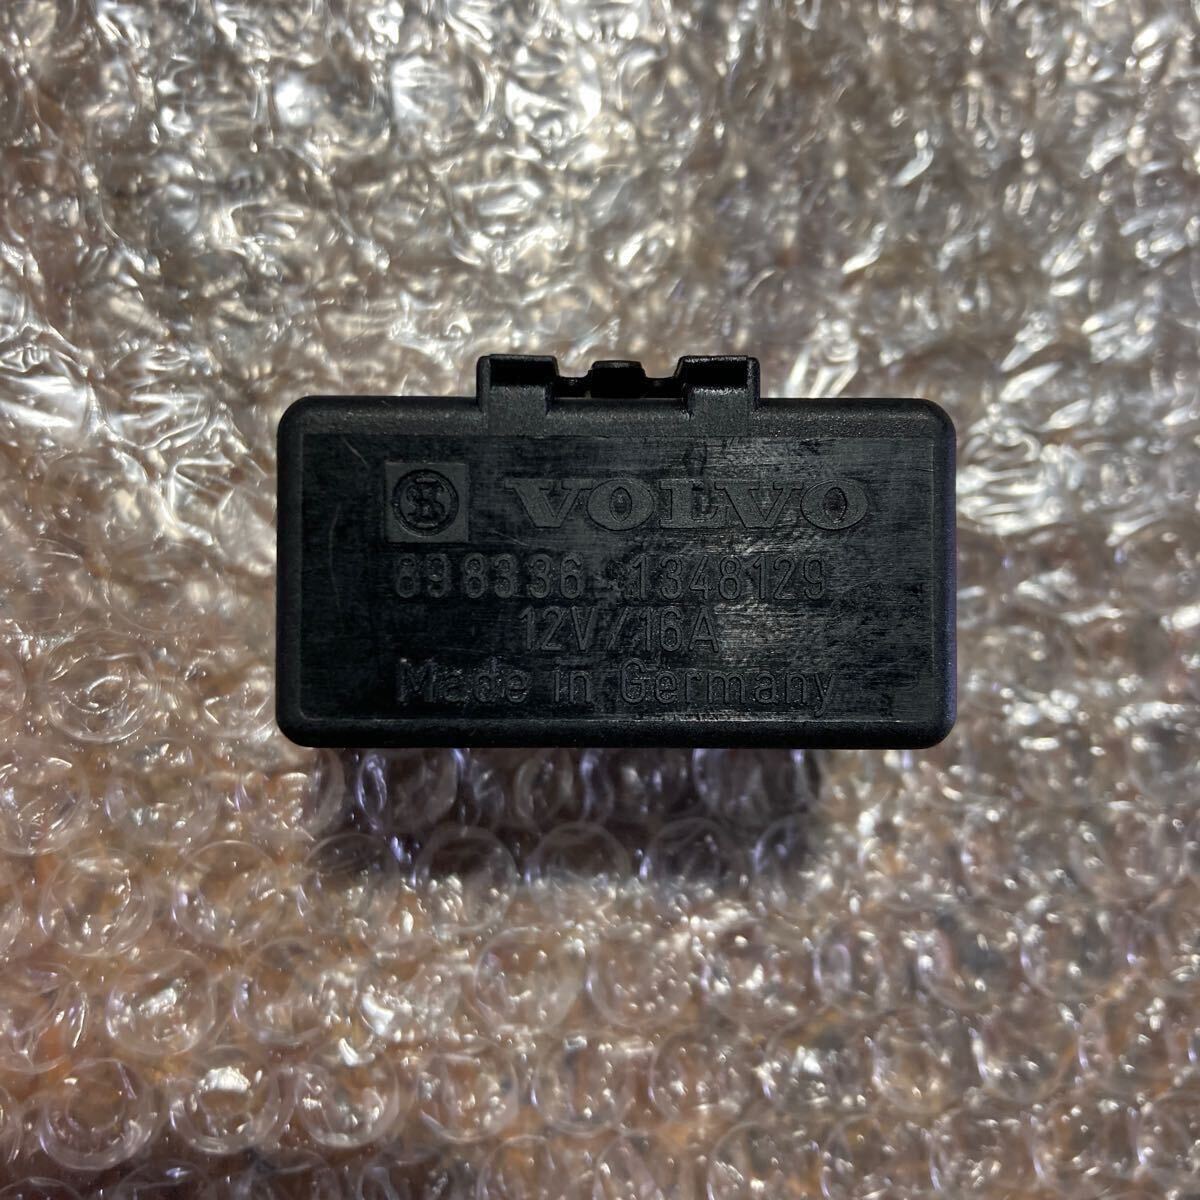 VOLVO
898336 1348129
12V/16A
Made in Germany